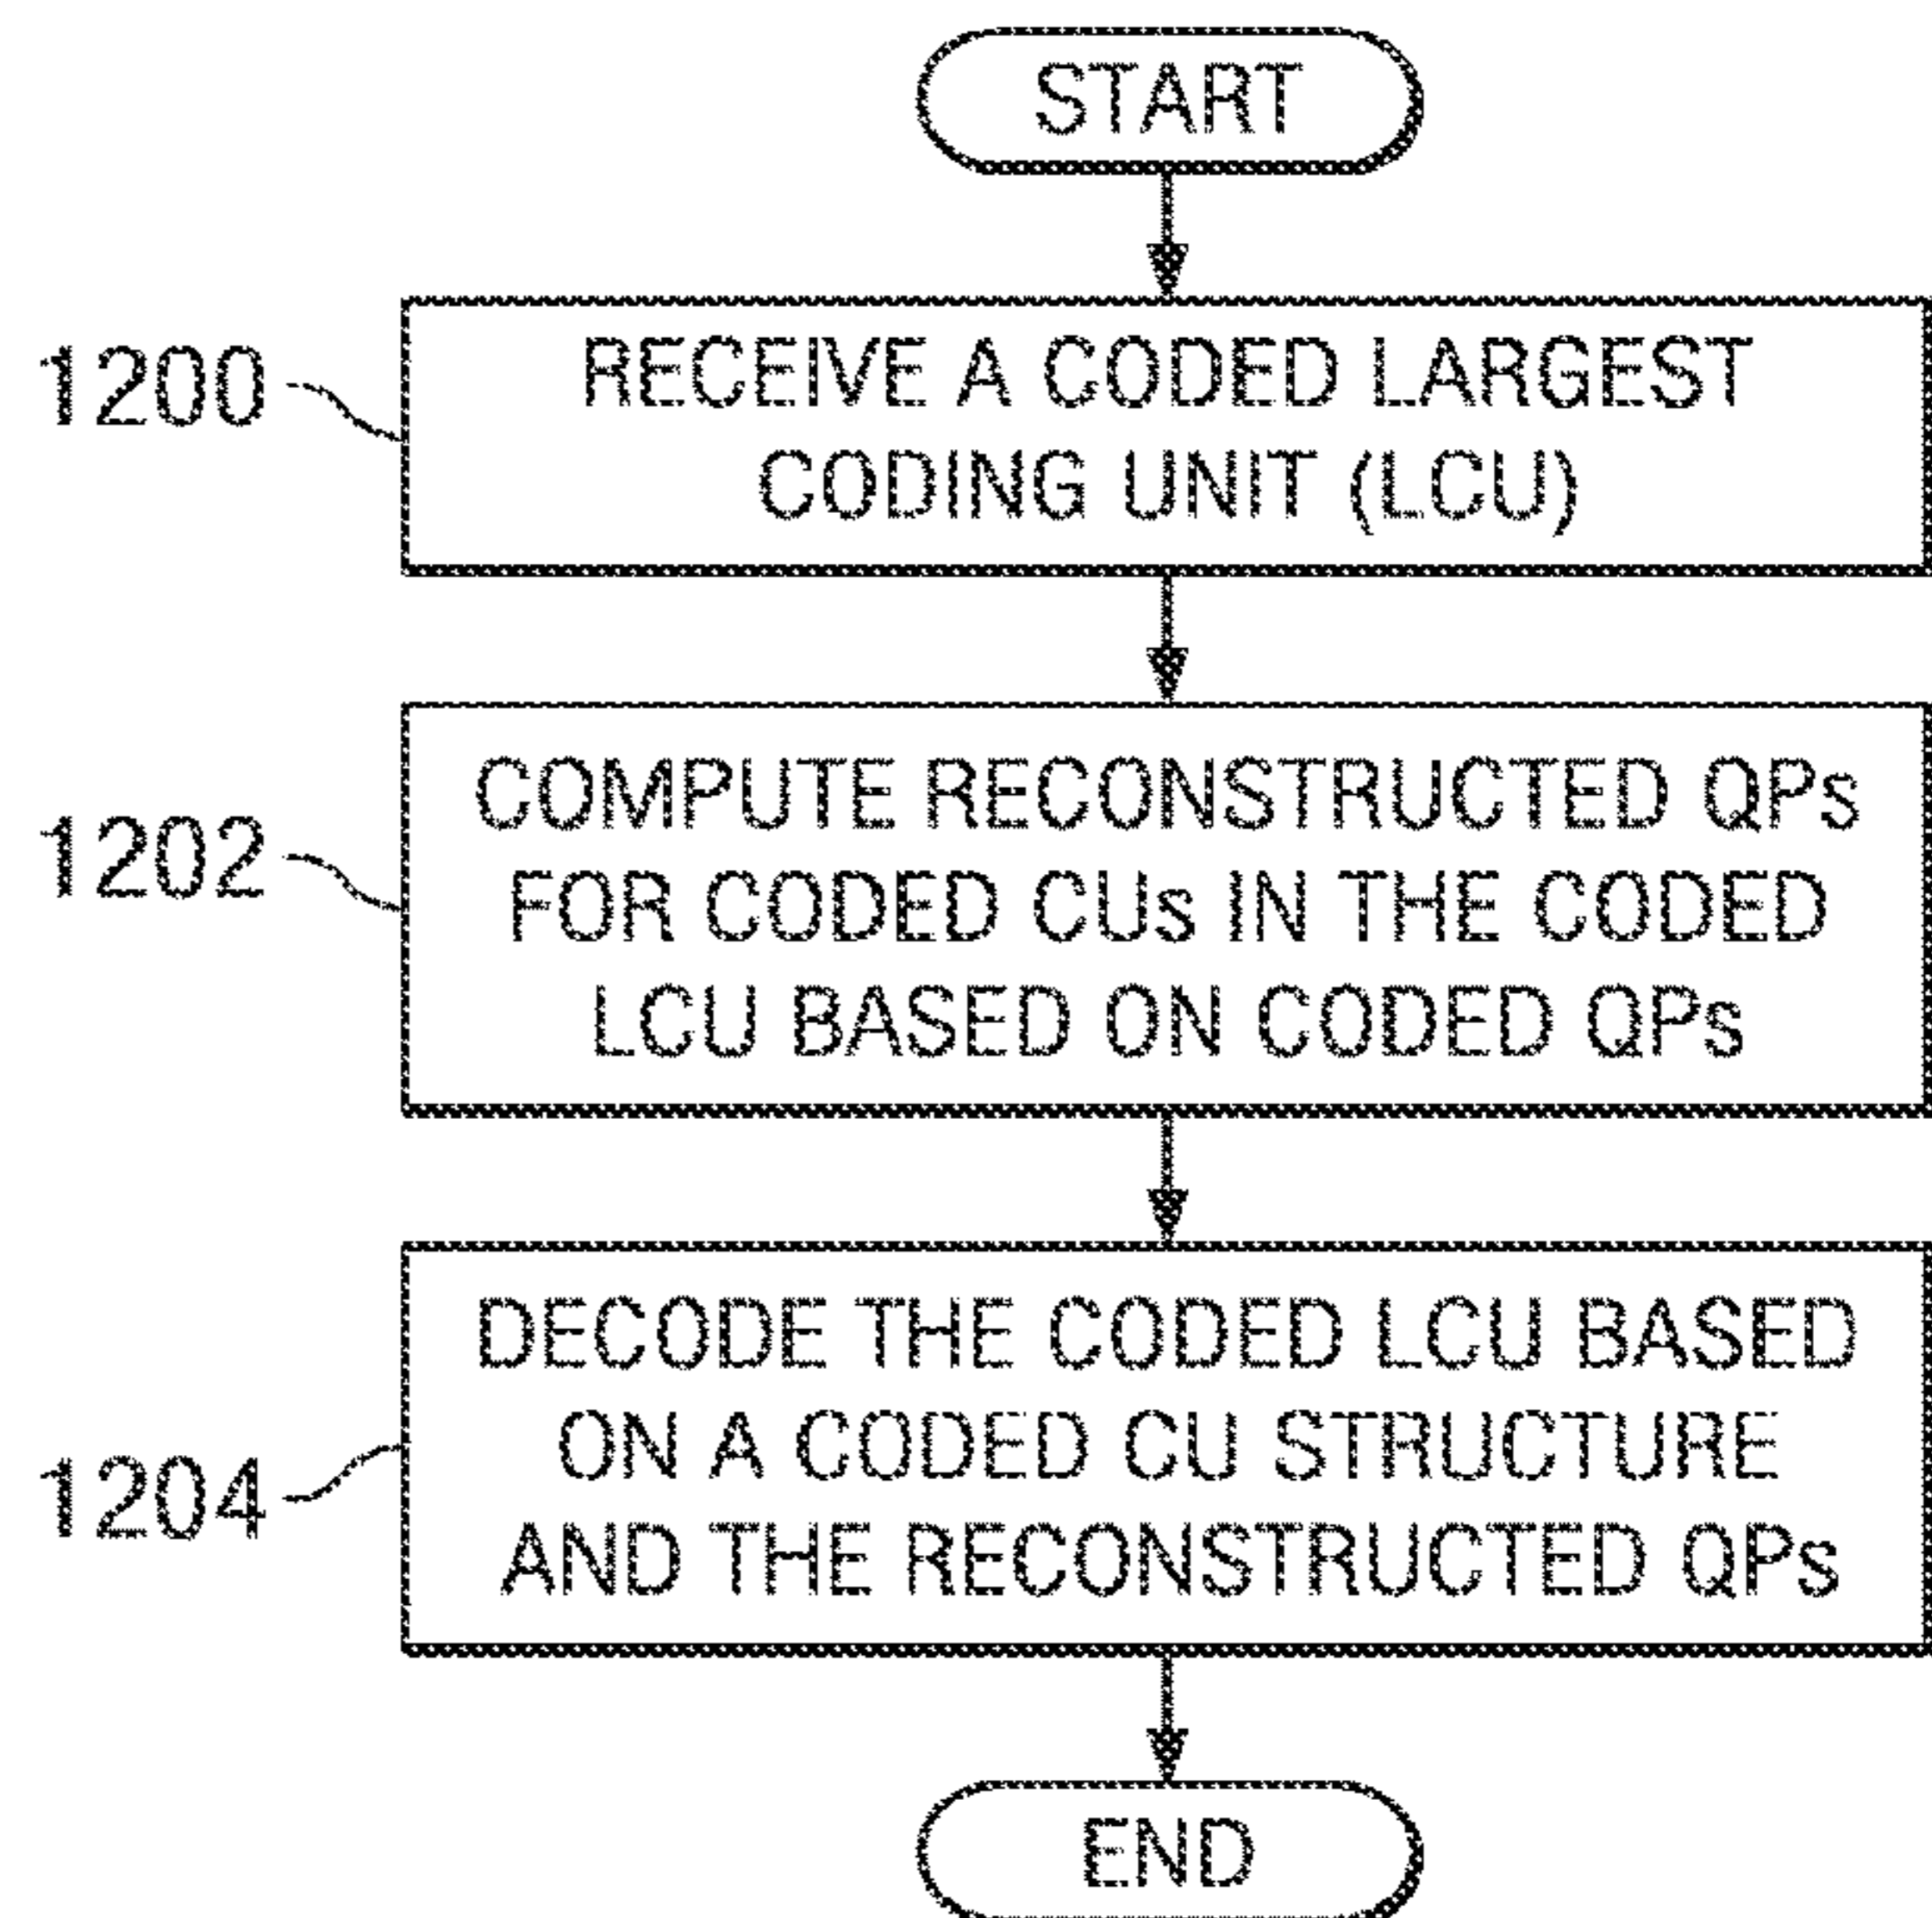 START
1200
RECEIVE A CODED LARGEST
CODING UNIT (LCU)
1202
COMPUTE RECONSTRUCTED QPs
FOR CODED CUs IN THE CODED
LCU BASED ON CODED QPs
1204
DECODE THE CODED LCU BASED
ON A CODED CU STRUCTURE
AND THE RECONSTRUCTED QPs
END